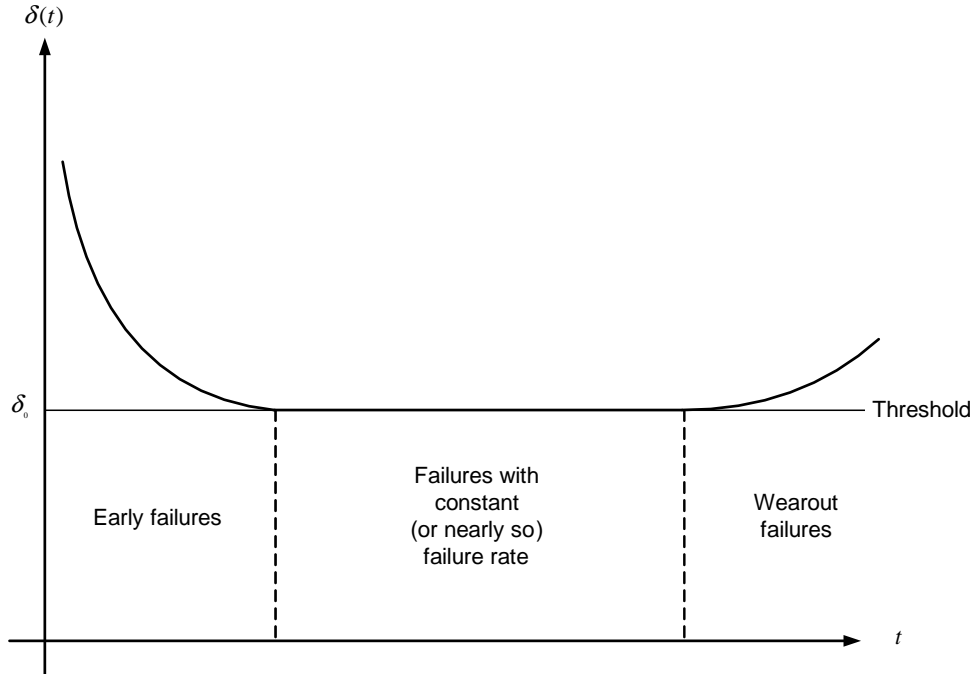 δ(t)
δ₀
Threshold
Early failures
Failures with
constant
(or nearly so)
failure rate
Wearout
failures
t